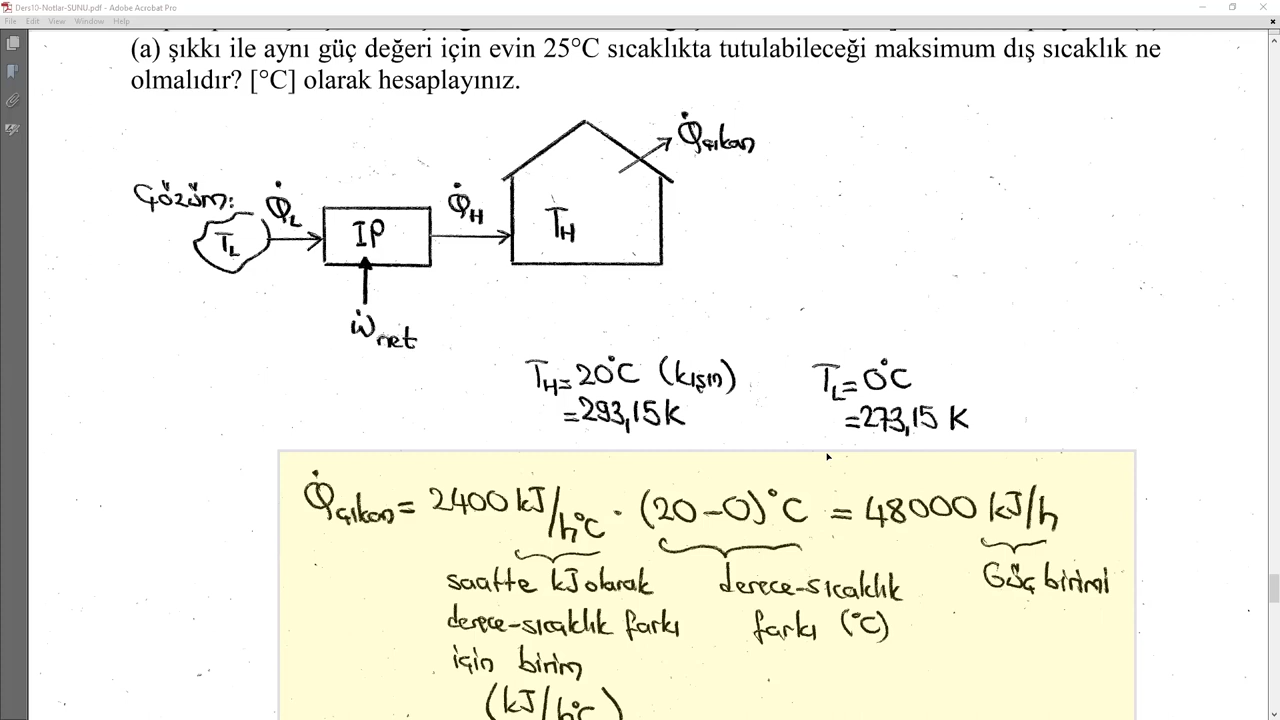 Ders10-Notlar-SUNU.pdf - Adobe Acrobat Pro
File Edit View Window Help
(a) şıkkı ile aynı güç değeri için evin 25°C sıcaklıkta tutulabileceği maksimum dış sıcaklık ne
olmalıdır? [°C] olarak hesaplayınız.
Q̇çıkan
Çözüm:
Q̇L
Q̇H
TL
IP
TH
Ẇnet
TH=20°C (kışın)
TL=0°C
=293,15K
=273,15 K
Q̇çıkan = 2400 kJ/h°C · (20-0)°C = 48000 kJ/h
saatte kJ olarak
derece-sıcaklık
Güç birimi
derece-sıcaklık farkı
farkı (°C)
için birim
(kJ/h°C)